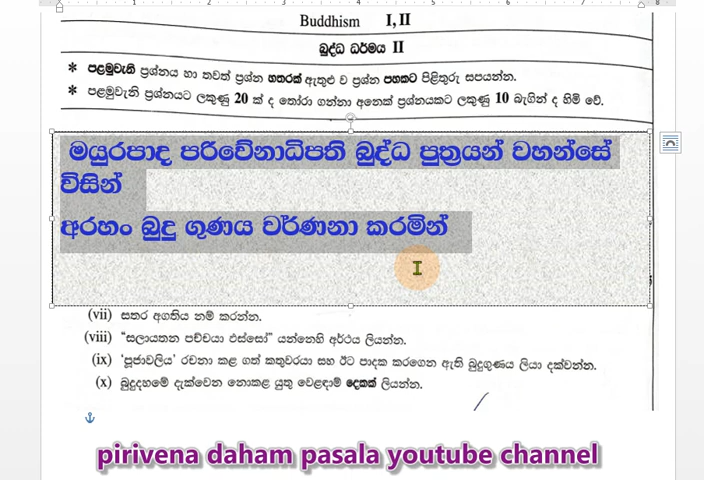 Buddhism I, II
බුද්ධ ධර්මය II
* පළමුවැනි ප්‍රශ්නය හා තවත් ප්‍රශ්න හතරක් ඇතුළු ව ප්‍රශ්න පහකට පිළිතුරු සපයන්න.
* පළමුවැනි ප්‍රශ්නයට ලකුණු 20 ක් ද තෝරා ගන්නා අනෙක් ප්‍රශ්නයකට ලකුණු 10 බැගින් ද හිමි වේ.
මයුරපාද පරිවේනාධිපති බුද්ධ පුත්‍රයන් වහන්සේ
විසින්
අරහං බුදු ගුණය වර්ණනා කරමින්
(vii) සතර අගතිය නම් කරන්න.
(viii) “සලායතන පච්චයා ඵස්සෝ” යන්නෙහි අර්ථය ලියන්න.
(ix) ‘පූජාවලිය’ රචනා කළ ගත් කතුවරයා සහ ඊට පාදක කරගෙන ඇති බුදුගුණය ලියා දක්වන්න.
(x) බුදුදහමේ දැක්වෙන නොකළ යුතු වෙළඳාම් දෙකක් ලියන්න.
pirivena daham pasala youtube channel